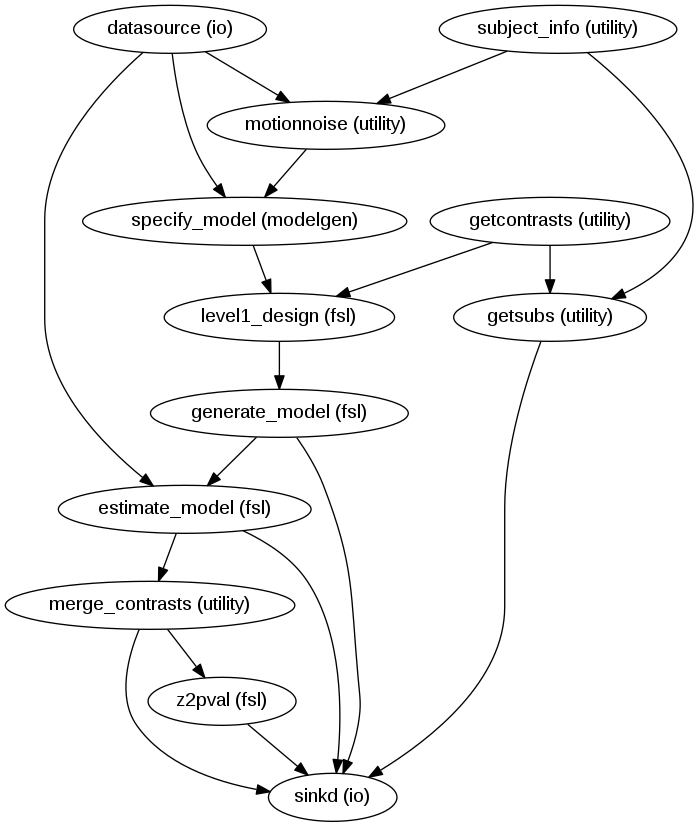 datasource (io)
subject_info (utility)
motionnoise (utility)
specify_model (modelgen)
getcontrasts (utility)
level1_design (fsl)
getsubs (utility)
generate_model (fsl)
estimate_model (fsl)
merge_contrasts (utility)
z2pval (fsl)
sinkd (io)